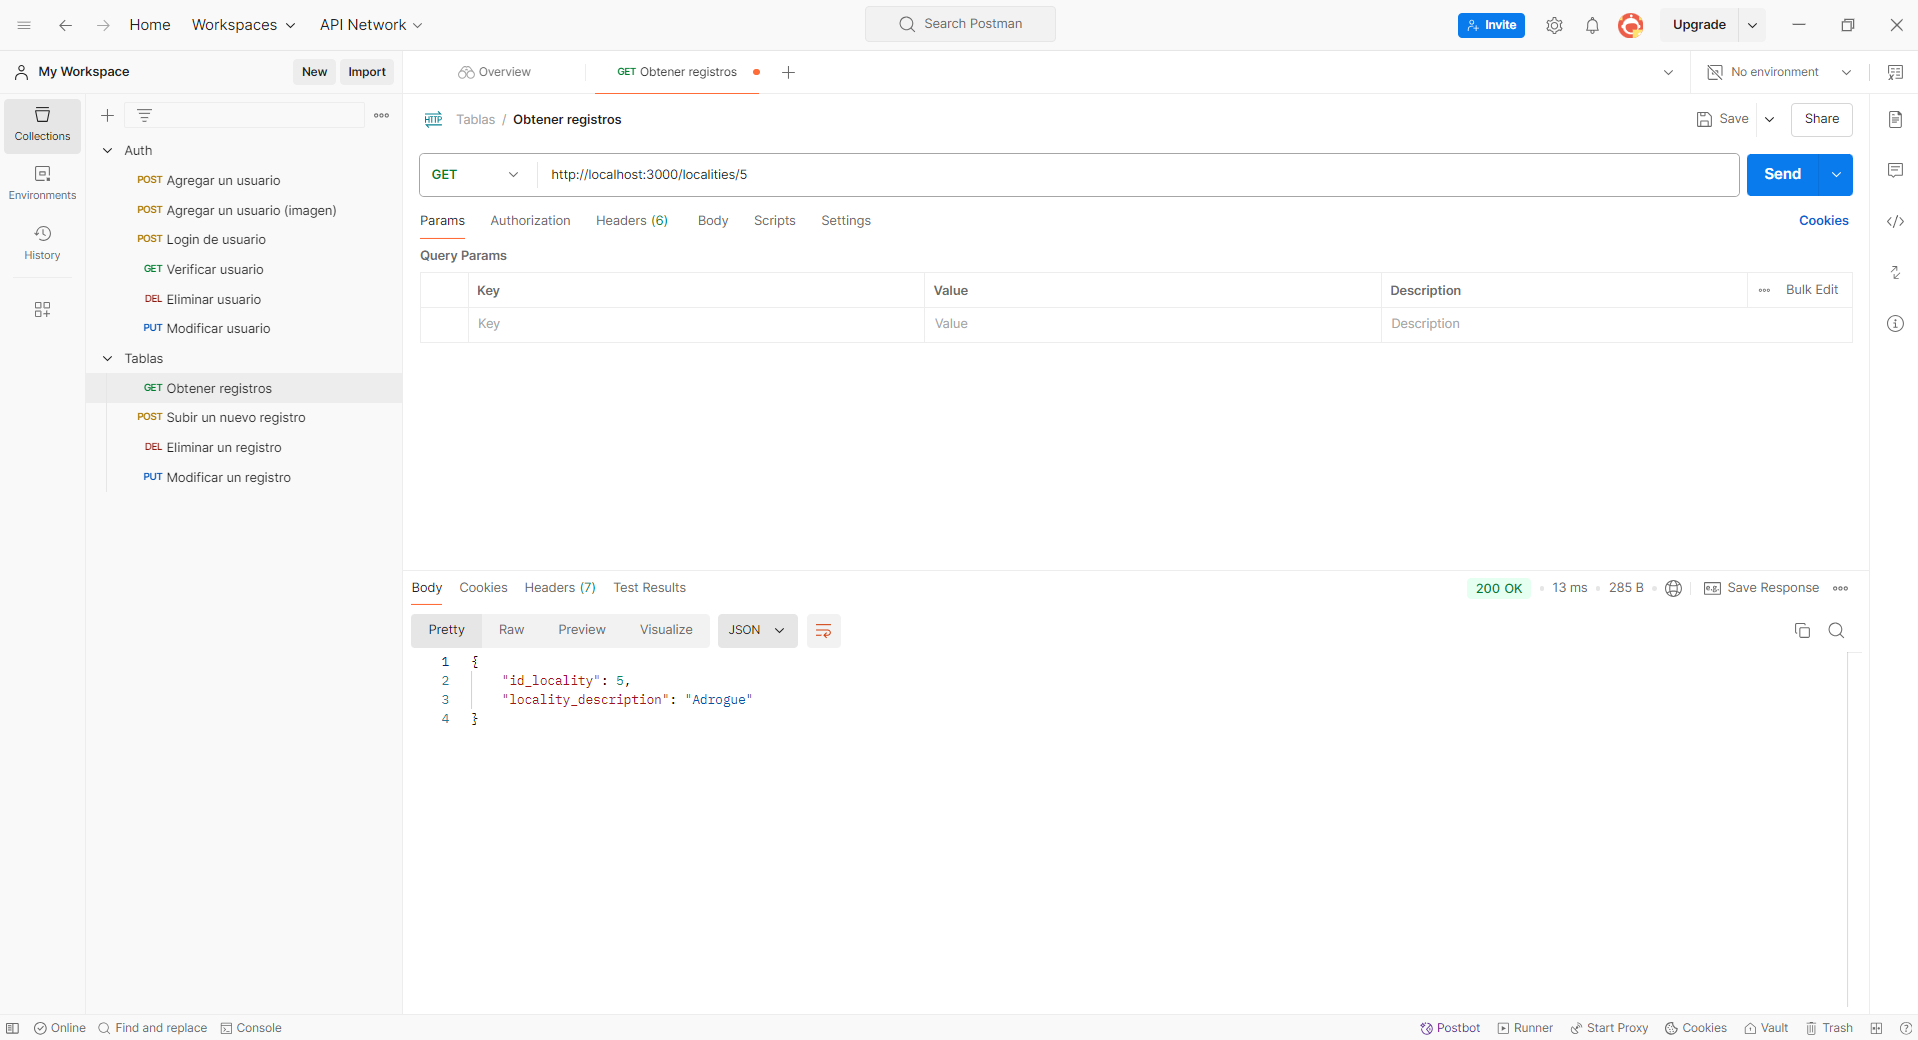 Home Workspaces API Network Search Postman Invite Upgrade
My Workspace New Import Overview GET Obtener registros No environment
Collections
Environments
History
Auth
POST Agregar un usuario
POST Agregar un usuario (imagen)
POST Login de usuario
GET Verificar usuario
DEL Eliminar usuario
PUT Modificar usuario
Tablas
GET Obtener registros
POST Subir un nuevo registro
DEL Eliminar un registro
PUT Modificar un registro
HTTP Tablas / Obtener registros Save Share
GET http://localhost:3000/localities/5 Send
Params Authorization Headers (6) Body Scripts Settings Cookies
Query Params
Key Value Description Bulk Edit
Key Value Description
Body Cookies Headers (7) Test Results 200 OK 13 ms 285 B e.g. Save Response
Pretty Raw Preview Visualize JSON
1 {
2 "id_locality": 5,
3 "locality_description": "Adrogue"
4 }
Online Find and replace Console Postbot Runner Start Proxy Cookies Vault Trash